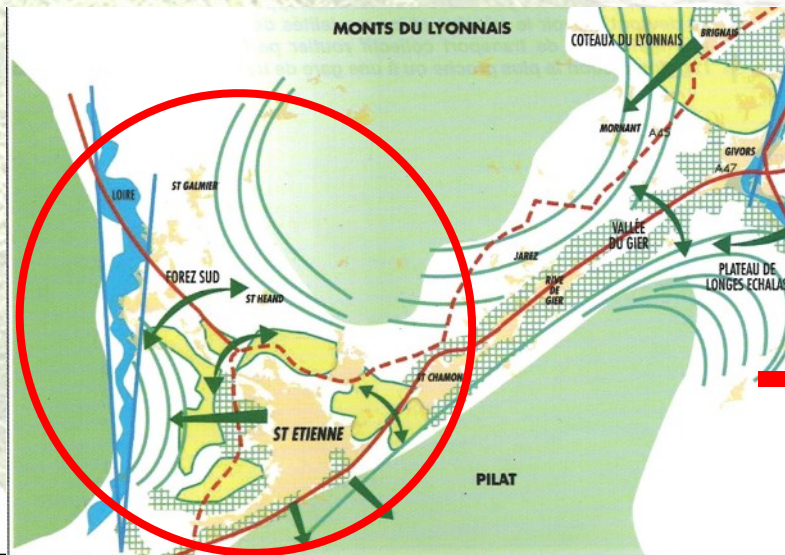 MONTS DU LYONNAIS
COTEAUX DU LYONNAIS
BRIGNAIS
MORNANT
A45
GIVORS
A47
ST GALMIER
LOIRE
VALLÉE
DU GIER
FOREZ SUD
JAREZ
PLATEAU DE
LONGES ECHALAS
ST HEAND
RIVE
DE
GIER
ST CHAMOND
ST ETIENNE
PILAT